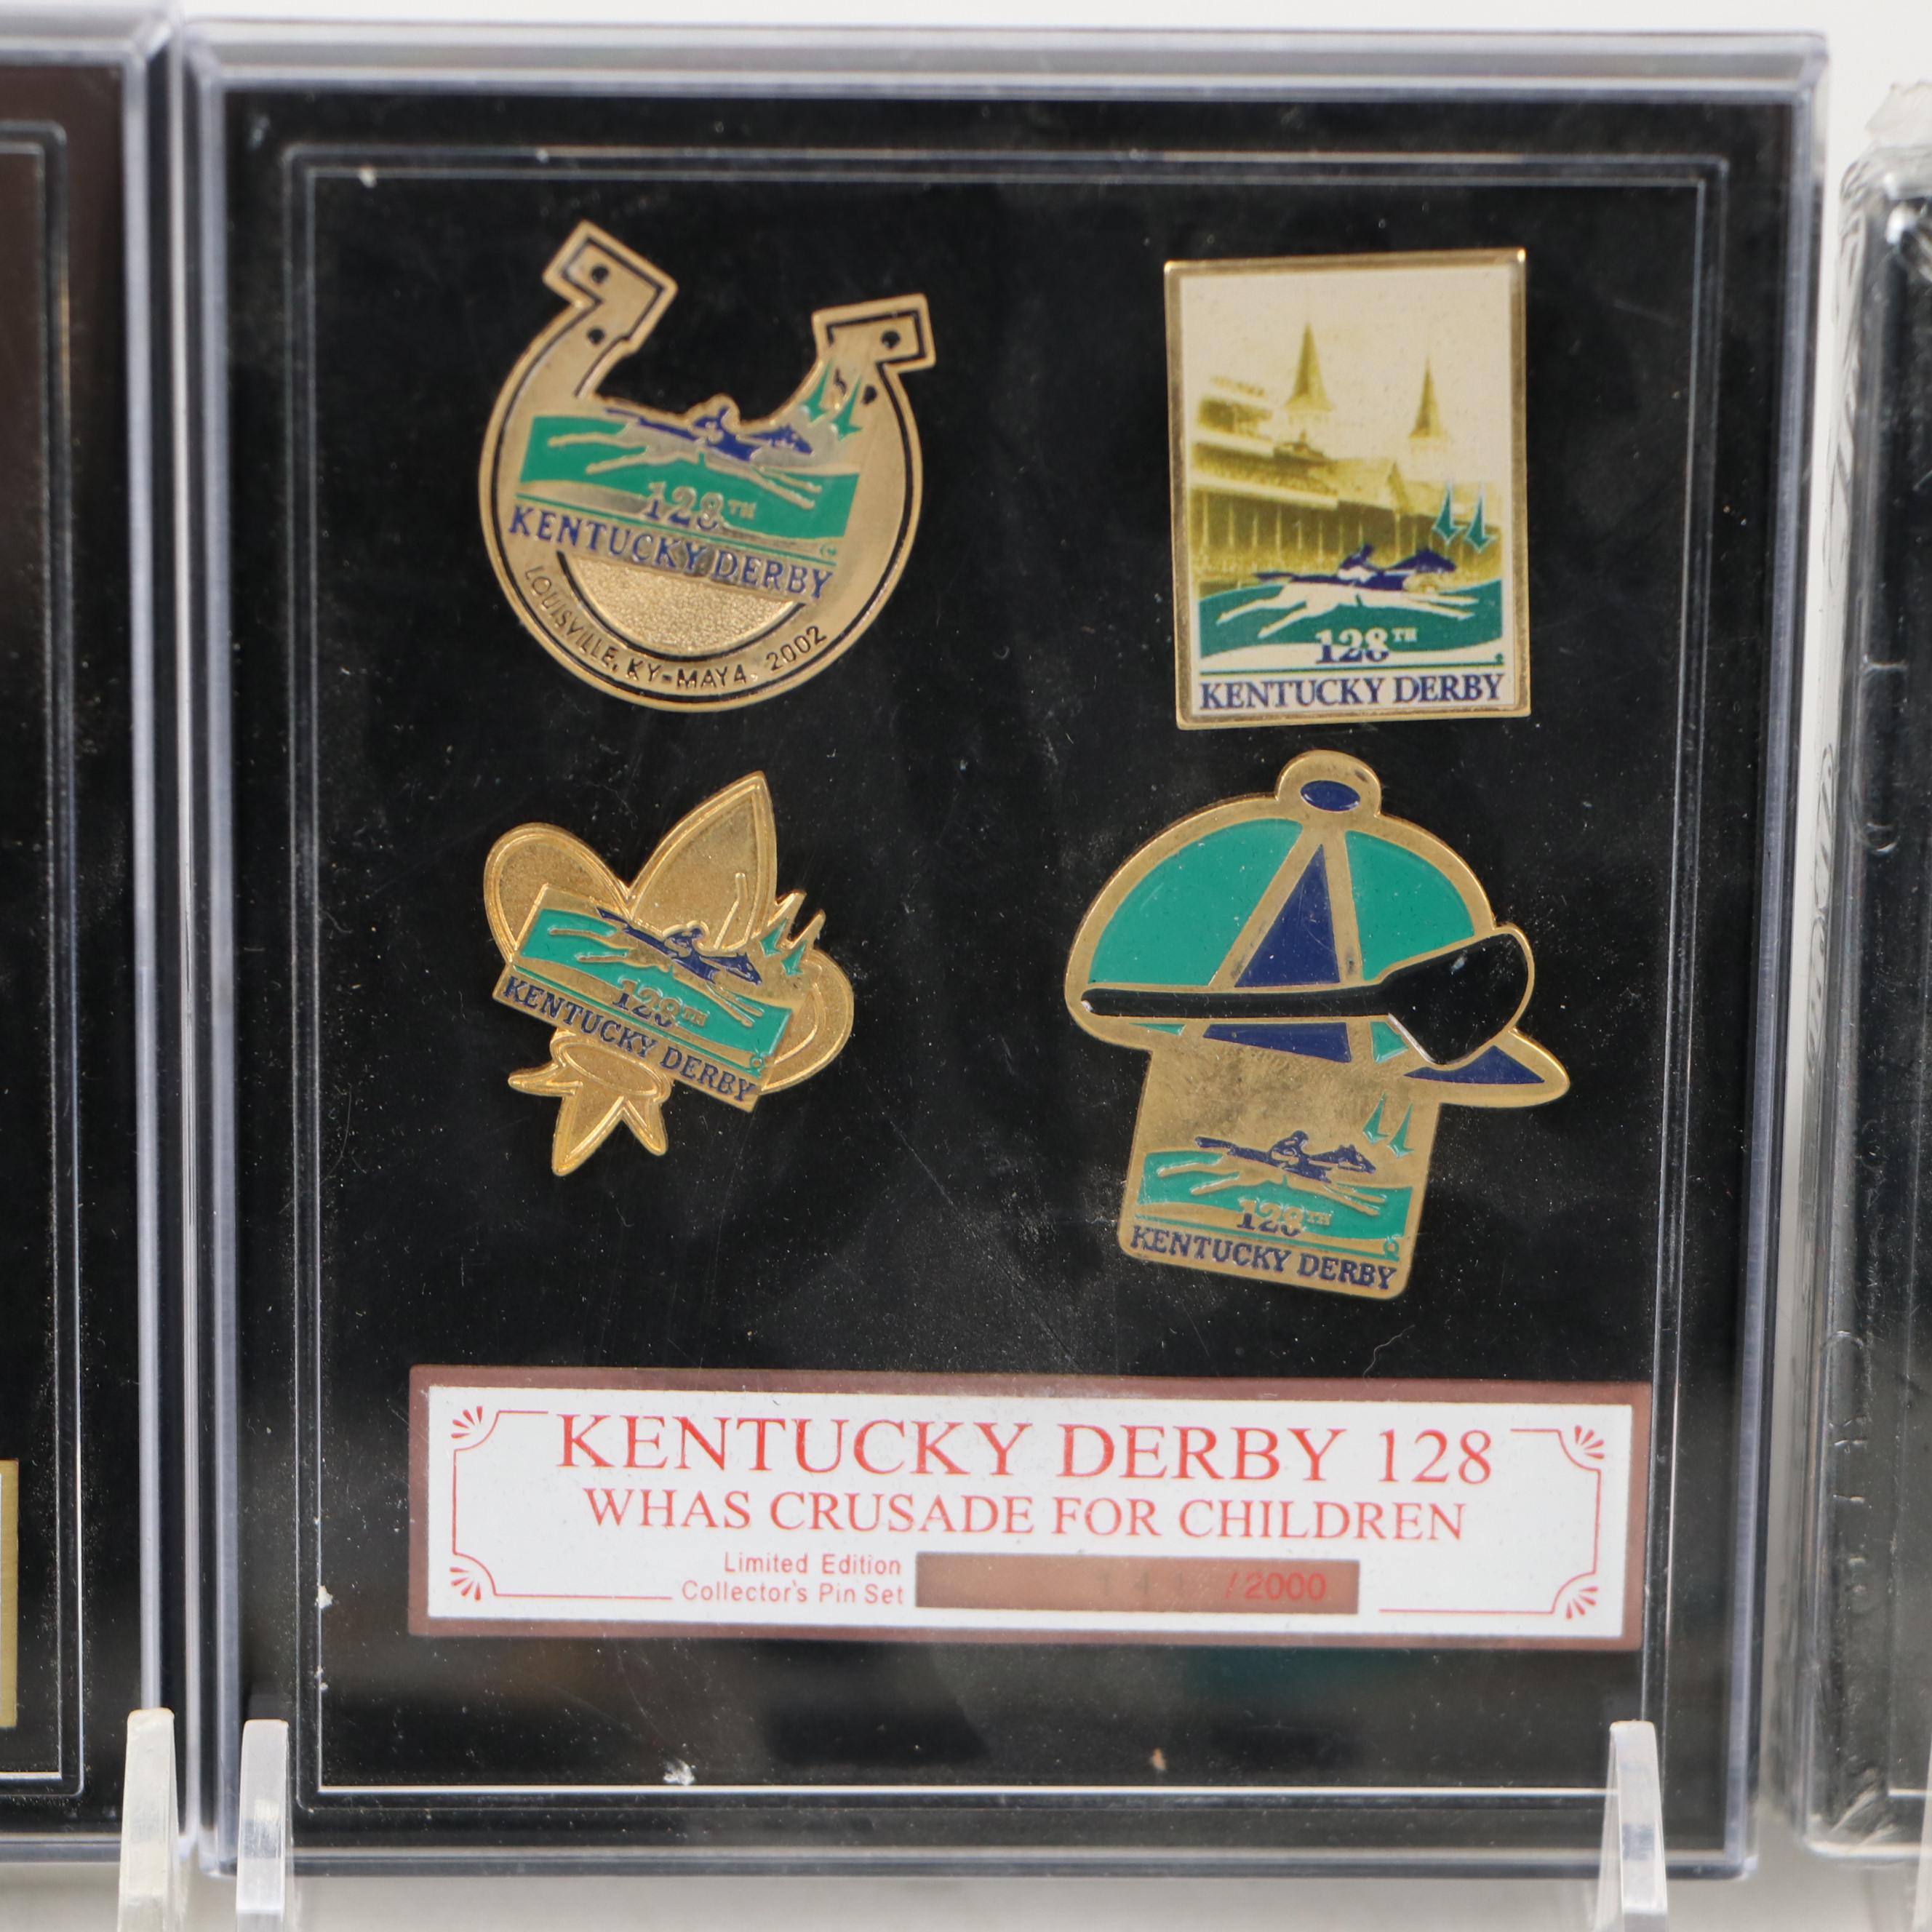 128TH
KENTUCKY DERBY
LOUISVILLE, KY-MAY 4, 2002
128TH
KENTUCKY DERBY
128TH
KENTUCKY DERBY
128TH
KENTUCKY DERBY
KENTUCKY DERBY 128
WHAS CRUSADE FOR CHILDREN
Limited Edition
Collector's Pin Set /2000